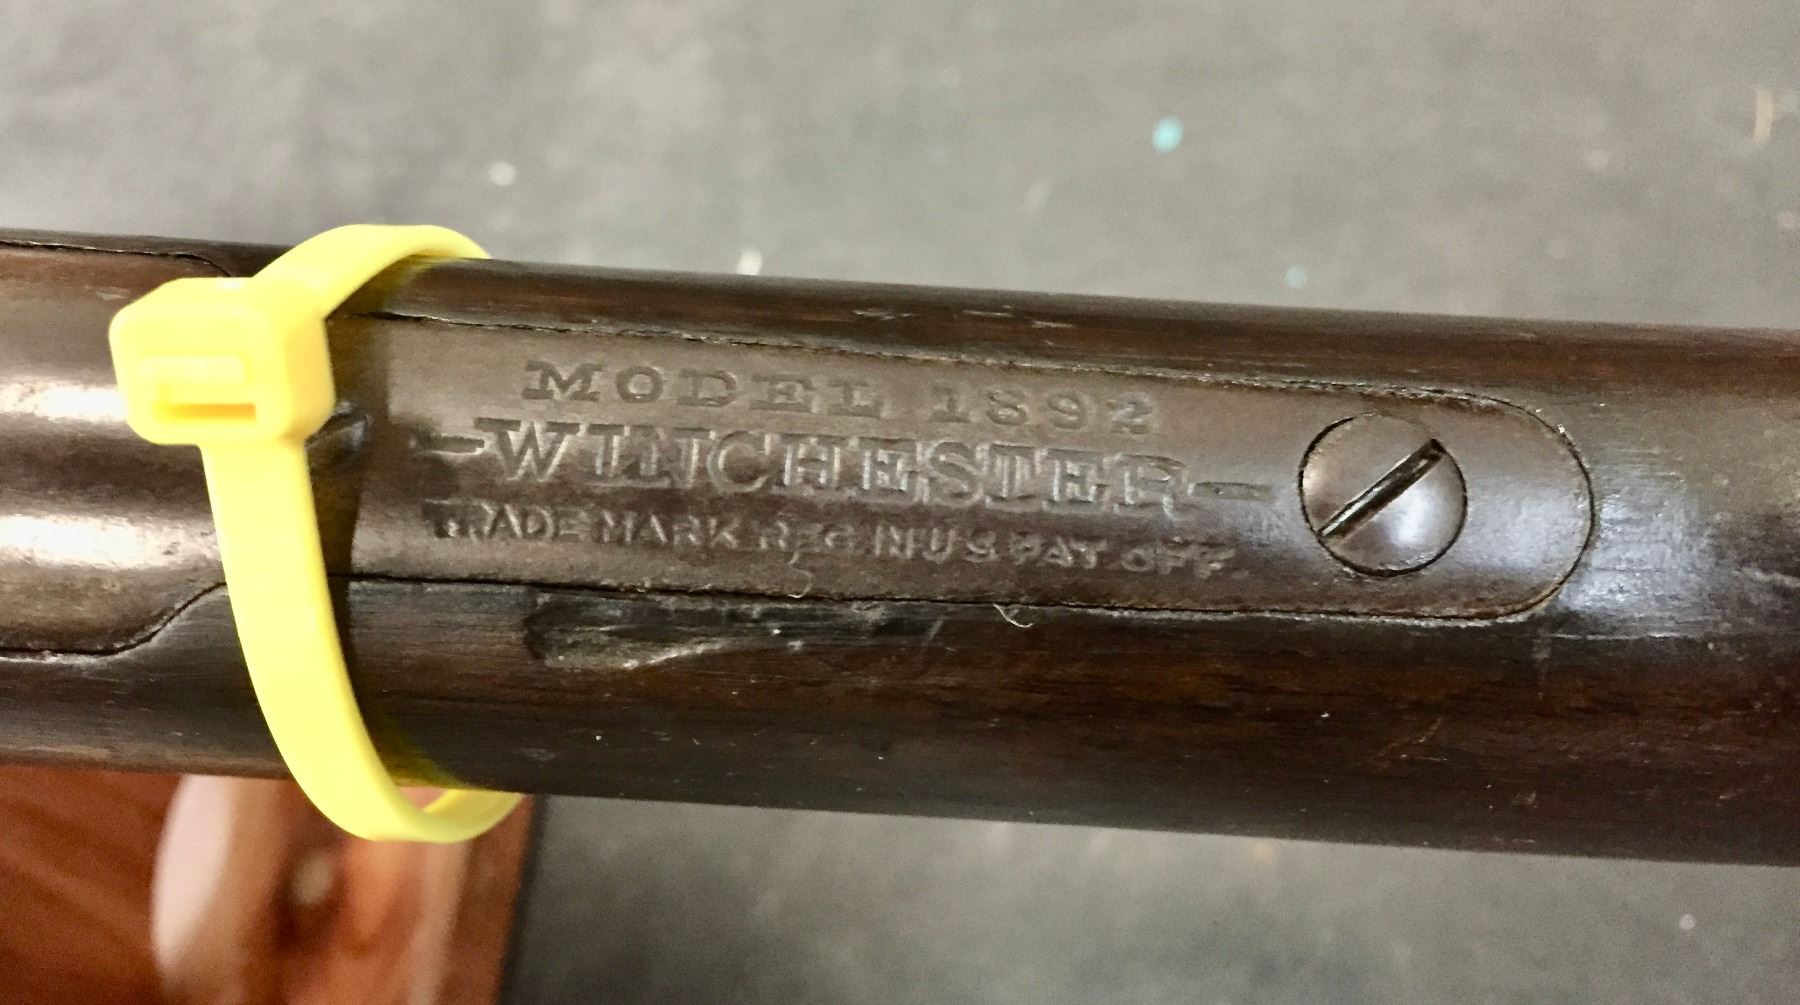 MODEL 1892
-WINCHESTER-
TRADE MARK REG IN U S PAT OFF.